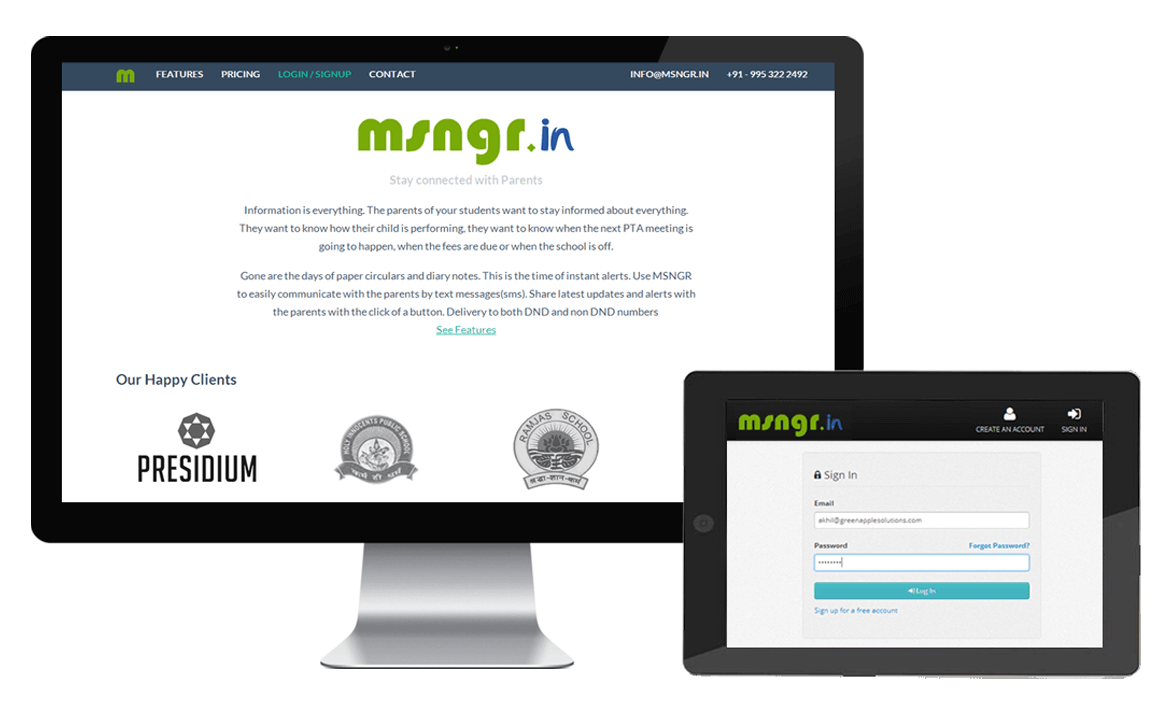 m FEATURES PRICING LOGIN / SIGNUP CONTACT INFO@MSNGR.IN +91 - 995 322 2492
msngr.in
Stay connected with Parents
Information is everything. The parents of your students want to stay informed about everything.
They want to know how their child is performing, they want to know when the next PTA meeting is
going to happen, when the fees are due or when the school is off.
Gone are the days of paper circulars and diary notes. This is the time of instant alerts. Use MSNGR
to easily communicate with the parents by text messages(sms). Share latest updates and alerts with
the parents with the click of a button. Delivery to both DND and non DND numbers
See Features
Our Happy Clients
PRESIDIUM
HOLY INNOCENTS PUBLIC SCHOOL
RAMJAS SCHOOL
श्रद्धा-ज्ञान-कर्म
msngr.in
CREATE AN ACCOUNT SIGN IN
Sign In
Email
akhil@greenapplesolutions.com
Password Forgot Password?
Log In
Sign up for a free account